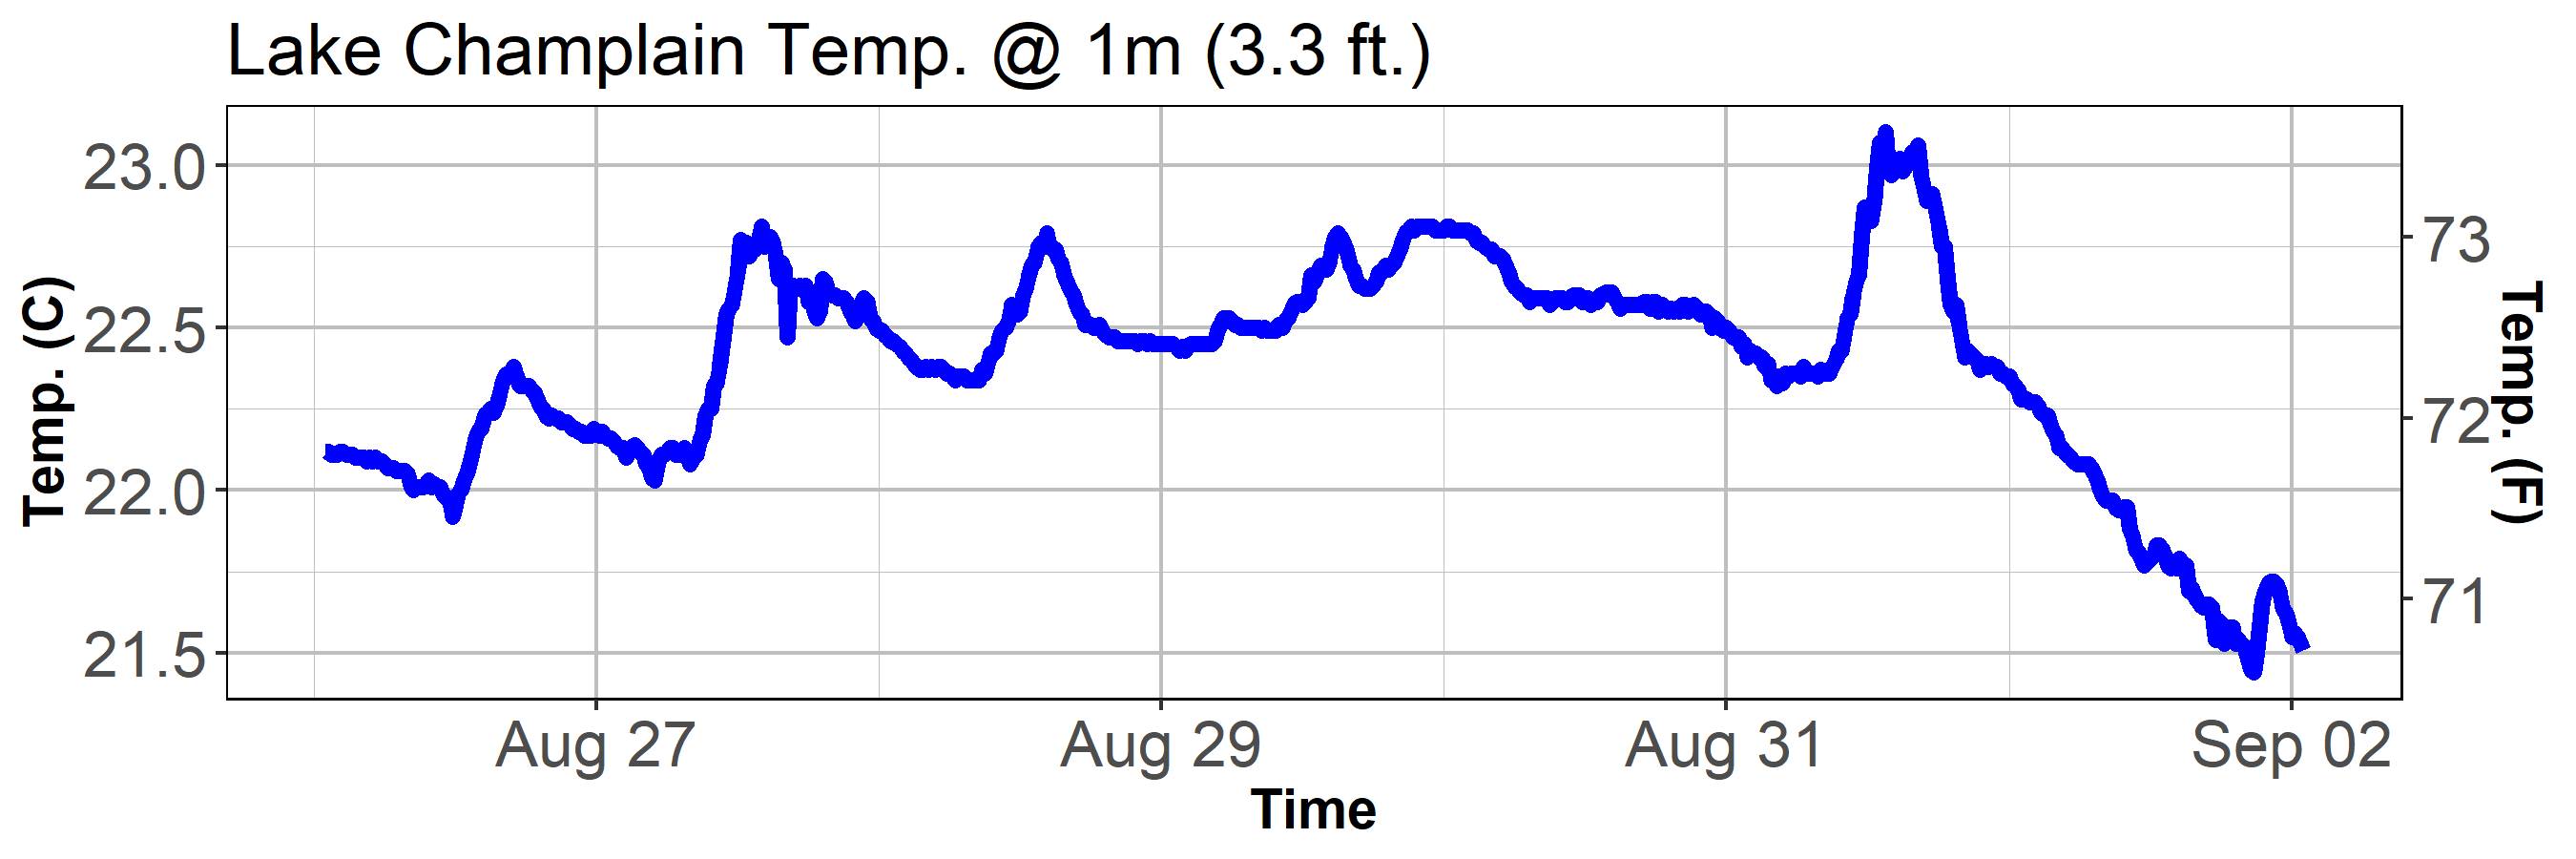 Lake Champlain Temp. @ 1m (3.3 ft.)
Temp. (C)
23.0
22.5
22.0
21.5
73
72
71
Temp. (F)
Aug 27
Aug 29
Aug 31
Sep 02
Time